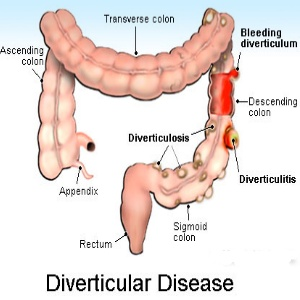 Transverse colon
Bleeding
diverticulum
Ascending
colon
Descending
colon
Diverticulosis
Diverticulitis
Appendix
Sigmoid
colon
Rectum
Diverticular Disease